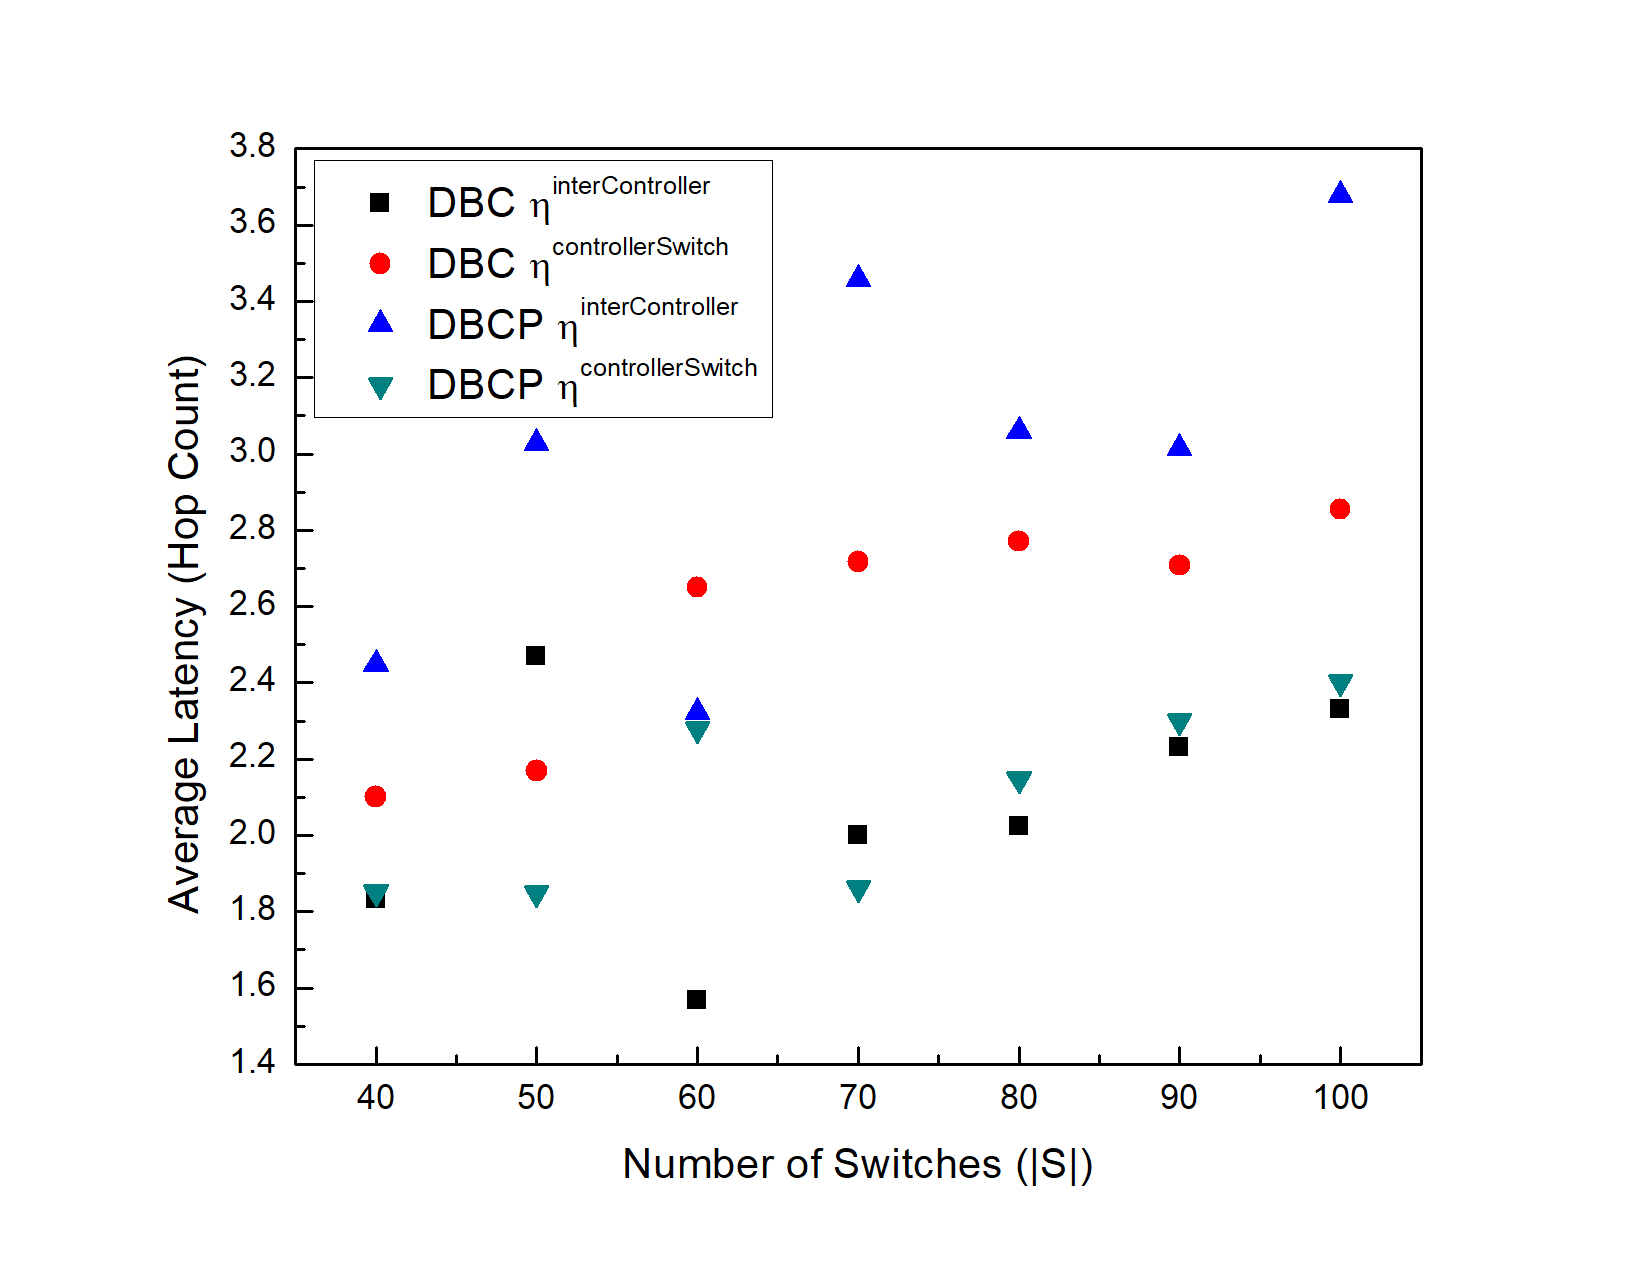 3.8
3.6
3.4
3.2
3.0
2.8
2.6
2.4
2.2
2.0
1.8
1.6
1.4
Average Latency (Hop Count)
DBC η^interController
DBC η^controllerSwitch
DBCP η^interController
DBCP η^controllerSwitch
40 50 60 70 80 90 100
Number of Switches (|S|)